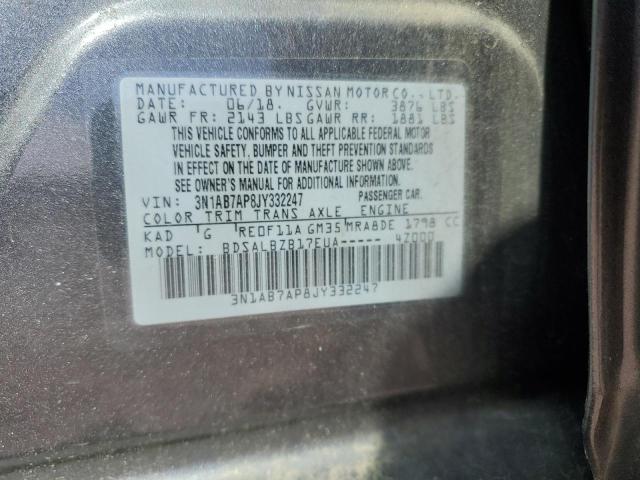 MANUFACTURED BY NISSAN MOTOR CO., LTD.
DATE: 06/18. GVWR: 3876 LBS
GAWR FR: 2143 LBS GAWR RR: 1881 LBS
THIS VEHICLE CONFORMS TO ALL APPLICABLE FEDERAL MOTOR
VEHICLE SAFETY, BUMPER AND THEFT PREVENTION STANDARDS
IN EFFECT ON THE DATE OF MANUFACTURE SHOWN ABOVE.
SEE OWNER'S MANUAL FOR ADDITIONAL INFORMATION.
VIN: 3N1AB7AP8JY332247 PASSENGER CAR.
COLOR TRIM TRANS AXLE ENGINE
KAD G RE0F11A GM35 MRA8DE 1798 CC
MODEL: BDSALBZB17EUA----- 4Z000
3N1AB7AP8JY332247